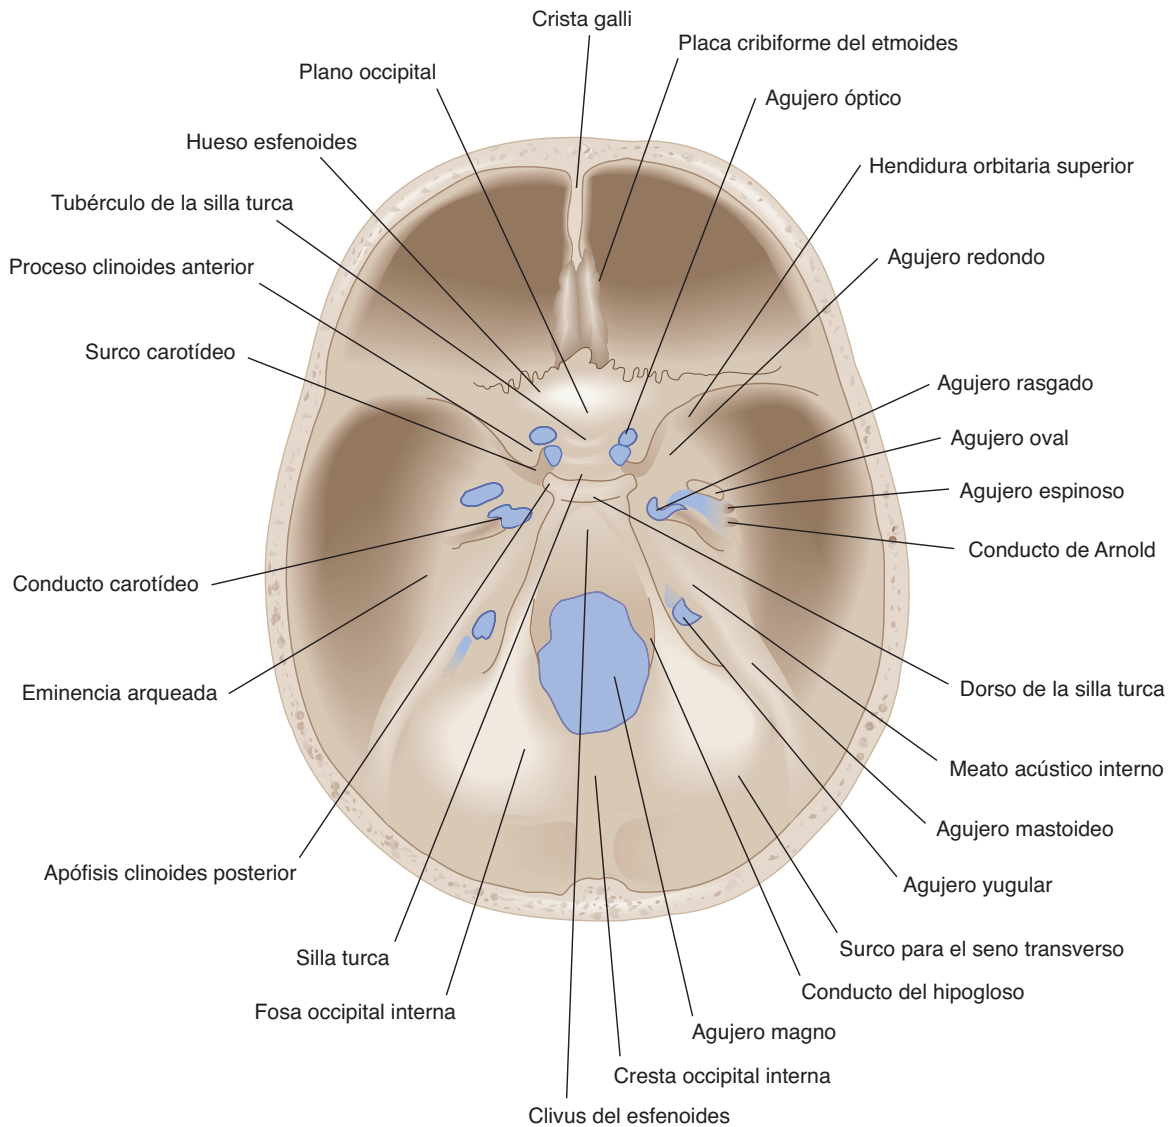 Crista galli
Placa cribiforme del etmoides
Plano occipital
Agujero óptico
Hueso esfenoides
Hendidura orbitaria superior
Tubérculo de la silla turca
Agujero redondo
Proceso clinoides anterior
Surco carotídeo
Agujero rasgado
Agujero oval
Agujero espinoso
Conducto de Arnold
Conducto carotídeo
Eminencia arqueada
Dorso de la silla turca
Meato acústico interno
Agujero mastoideo
Apófisis clinoides posterior
Agujero yugular
Surco para el seno transverso
Silla turca
Conducto del hipogloso
Fosa occipital interna
Agujero magno
Cresta occipital interna
Clivus del esfenoides